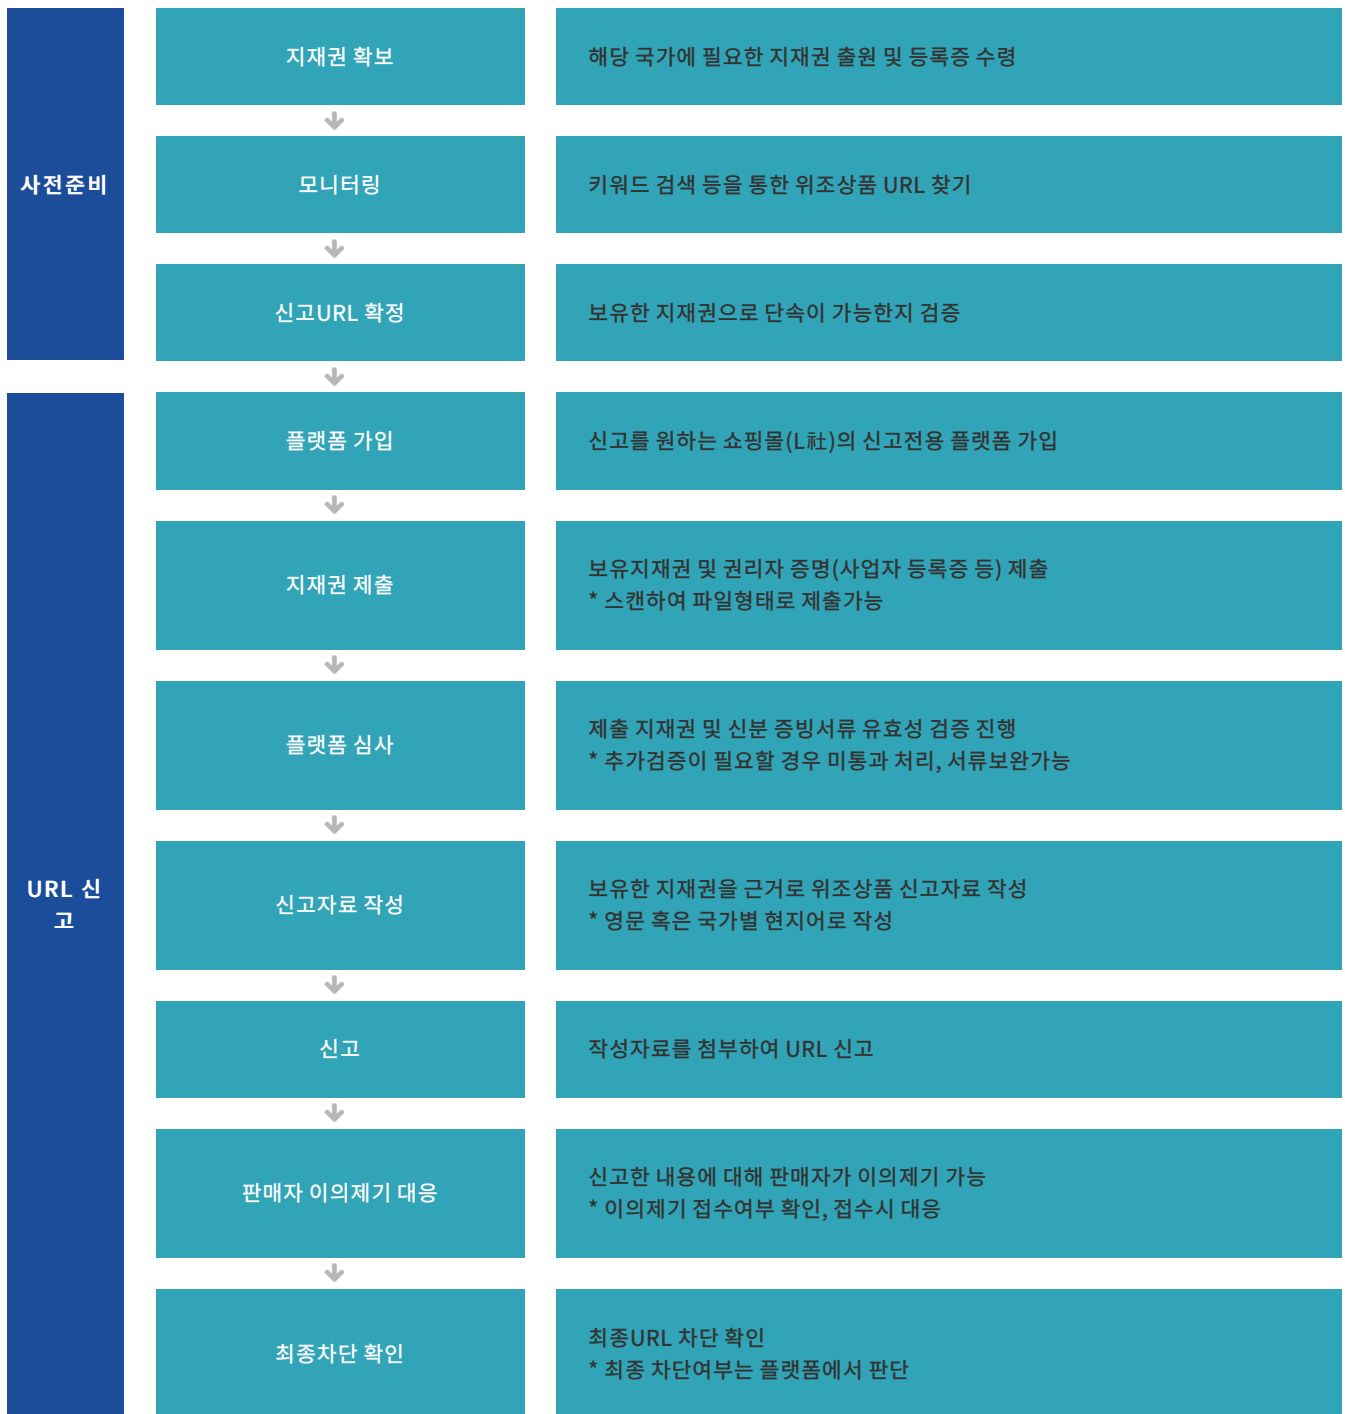 사전준비
지재권 확보
해당 국가에 필요한 지재권 출원 및 등록증 수령
모니터링
키워드 검색 등을 통한 위조상품 URL 찾기
신고URL 확정
보유한 지재권으로 단속이 가능한지 검증
URL 신
고
플랫폼 가입
신고를 원하는 쇼핑몰(L社)의 신고전용 플랫폼 가입
지재권 제출
보유지재권 및 권리자 증명(사업자 등록증 등) 제출
* 스캔하여 파일형태로 제출가능
플랫폼 심사
제출 지재권 및 신분 증빙서류 유효성 검증 진행
* 추가검증이 필요할 경우 미통과 처리, 서류보완가능
신고자료 작성
보유한 지재권을 근거로 위조상품 신고자료 작성
* 영문 혹은 국가별 현지어로 작성
신고
작성자료를 첨부하여 URL 신고
판매자 이의제기 대응
신고한 내용에 대해 판매자가 이의제기 가능
* 이의제기 접수여부 확인, 접수시 대응
최종차단 확인
최종URL 차단 확인
* 최종 차단여부는 플랫폼에서 판단